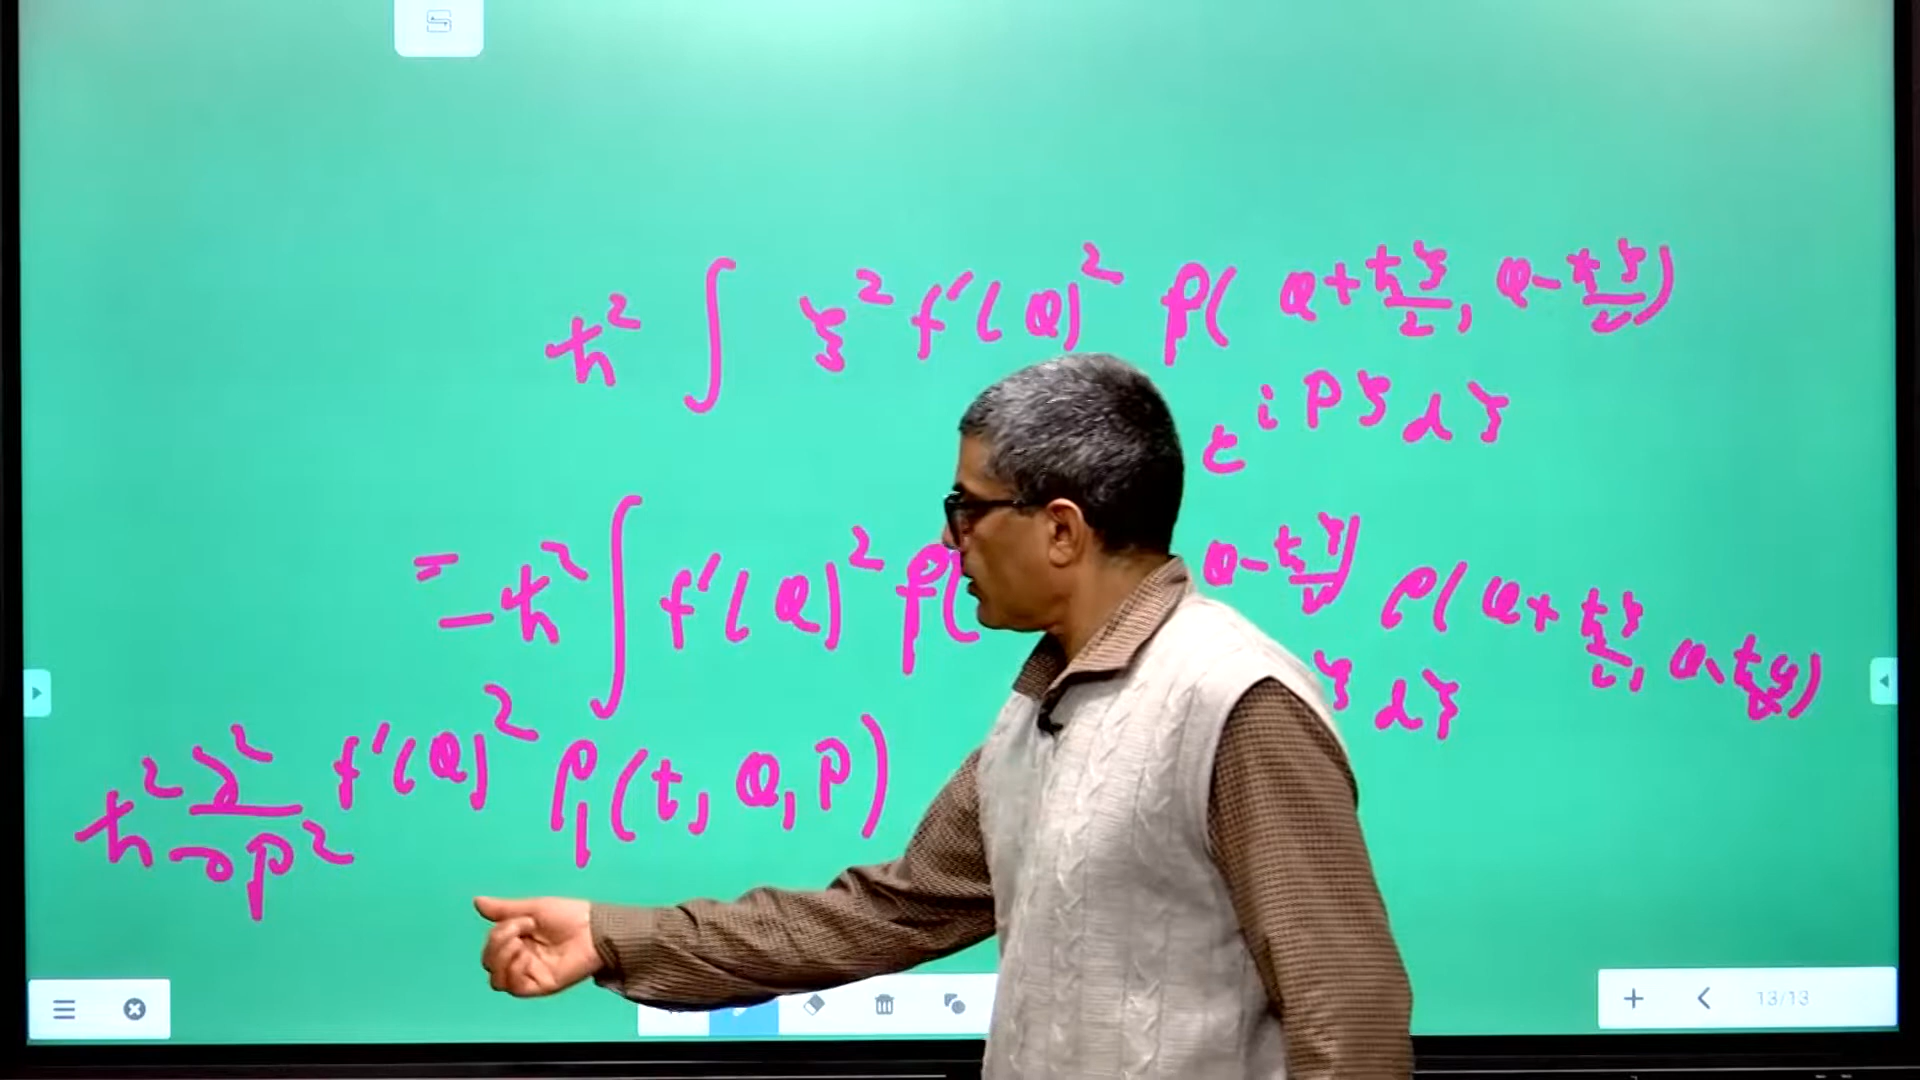 ħ² ∫ ξ² f'(Q)² ρ( Q+ħξ/2, Q-ħξ/2)
e^{iPξ} dξ
= -ħ² ∫ f'(Q)² ρ( Q-ħξ/2) ρ( Q+ħξ/2, Q-ħξ/2)
ξ dξ
ħ² ∂²/∂P² f'(Q)² ρ₁(t, Q, P)
13/13